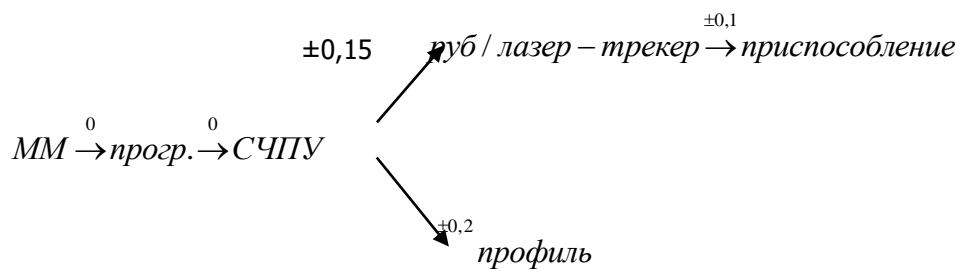 ±0,15 руб / лазер – трекер ±0,1 → приспособление
ММ 0 → прогр. 0 → СЧПУ
±0,2 профиль